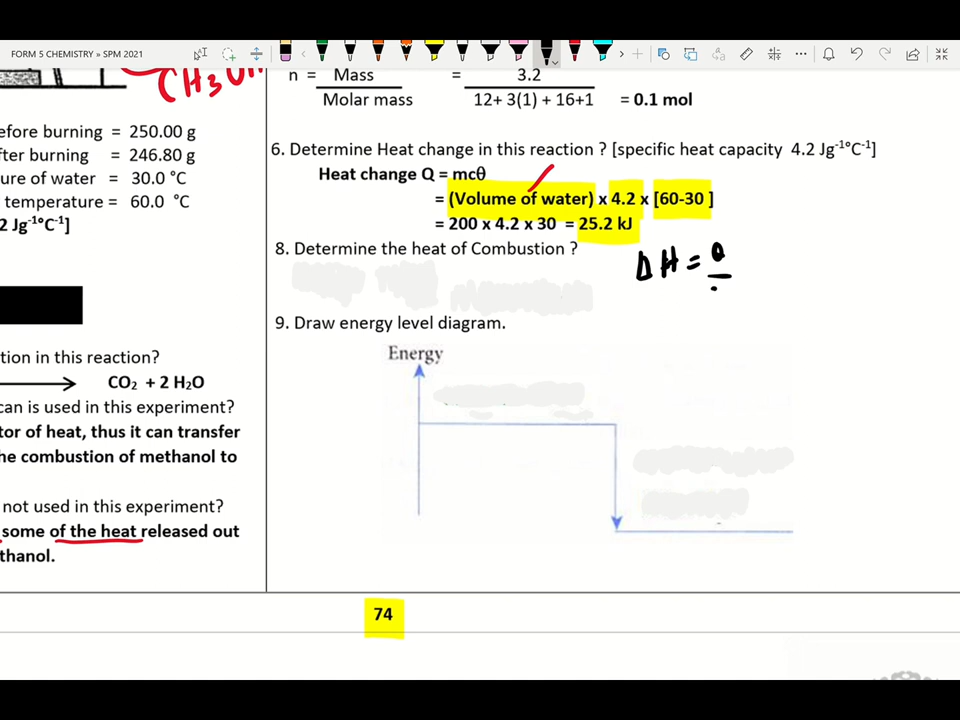 FORM 5 CHEMISTRY » SPM 2021
CH3OH
efore burning = 250.00 g
fter burning = 246.80 g
ure of water = 30.0 °C
temperature = 60.0 °C
2 Jg⁻¹°C⁻¹]
tion in this reaction?
CO₂ + 2 H₂O
can is used in this experiment?
tor of heat, thus it can transfer
he combustion of methanol to
not used in this experiment?
some of the heat released out
thanol.
n = Mass = 3.2
Molar mass 12+ 3(1) + 16+1 = 0.1 mol
6. Determine Heat change in this reaction ? [specific heat capacity 4.2 Jg⁻¹°C⁻¹]
Heat change Q = mcθ
= (Volume of water) x 4.2 x [60-30 ]
= 200 x 4.2 x 30 = 25.2 kJ
8. Determine the heat of Combustion ?
ΔH = Q
9. Draw energy level diagram.
Energy
74